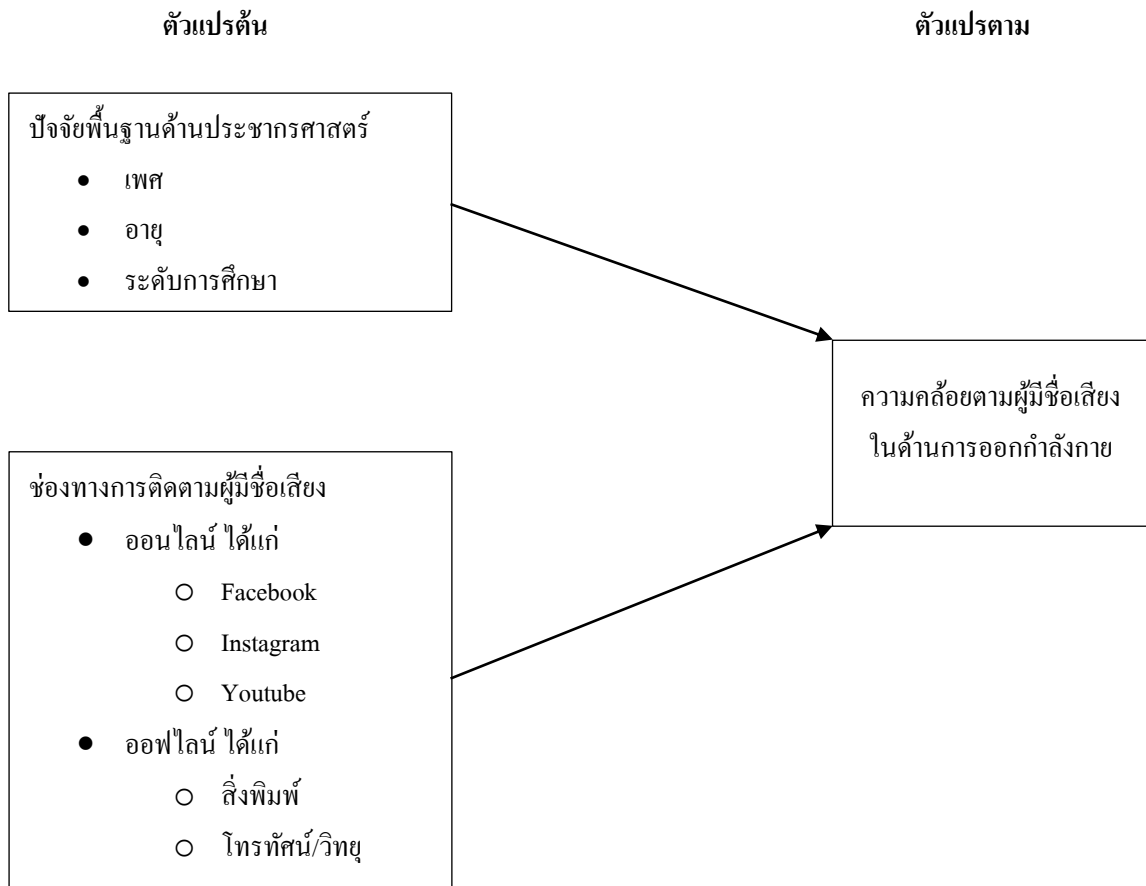 ตัวแปรต้น
ตัวแปรตาม
ปัจจัยพื้นฐานด้านประชากรศาสตร์
เพศ
อายุ
ระดับการศึกษา
ความคล้อยตามผู้มีชื่อเสียง
ในด้านการออกกำลังกาย
ช่องทางการติดตามผู้มีชื่อเสียง
ออนไลน์ ได้แก่
Facebook
Instagram
Youtube
ออฟไลน์ ได้แก่
สิ่งพิมพ์
โทรทัศน์/วิทยุ